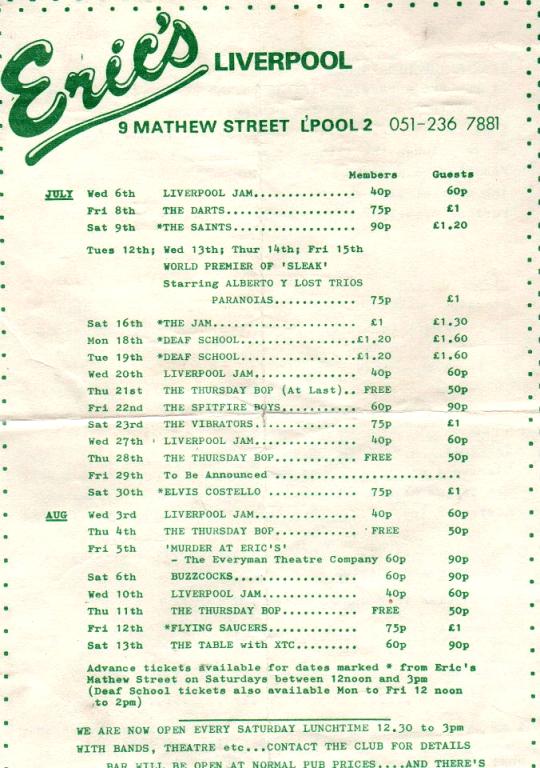 Eric's LIVERPOOL
9 MATHEW STREET L'POOL 2 051-236 7881
Members Guests
JULY Wed 6th LIVERPOOL JAM................ 40p 60p
Fri 8th THE DARTS.................... 75p £1
Sat 9th *THE SAINTS.................. 90p £1.20
Tues 12th; Wed 13th; Thur 14th; Fri 15th
WORLD PREMIER OF 'SLEAK'
Starring ALBERTO Y LOST TRIOS
PARANOIAS........... 75p £1
Sat 16th *THE JAM..................... £1 £1.30
Mon 18th *DEAF SCHOOL.................£1.20 £1.60
Tue 19th *DEAF SCHOOL.................£1.20 £1.60
Wed 20th LIVERPOOL JAM................ 40p 60p
Thu 21st THE THURSDAY BOP (At Last).. FREE 50p
Fri 22nd THE SPITFIRE BOYS............ 60p 90p
Sat 23rd THE VIBRATORS................ 75p £1
Wed 27th LIVERPOOL JAM................ 40p 60p
Thu 28th THE THURSDAY BOP............. FREE 50p
Fri 29th To Be Announced .............................
Sat 30th *ELVIS COSTELLO ............. 75p £1
AUG Wed 3rd LIVERPOOL JAM................ 40p 60p
Thu 4th THE THURSDAY BOP............. FREE 50p
Fri 5th 'MURDER AT ERIC'S'
- The Everyman Theatre Company 60p 90p
Sat 6th BUZZCOCKS................... 60p 90p
Wed 10th LIVERPOOL JAM............... 40p 60p
Thu 11th THE THURSDAY BOP............ FREE 50p
Fri 12th *FLYING SAUCERS............. 75p £1
Sat 13th THE TABLE with XTC.......... 60p 90p
Advance tickets available for dates marked * from Eric's
Mathew Street on Saturdays between 12noon and 3pm
(Deaf School tickets also available Mon to Fri 12 noon
to 2pm)
WE ARE NOW OPEN EVERY SATURDAY LUNCHTIME 12.30 to 3pm
WITH BANDS, THEATRE etc...CONTACT THE CLUB FOR DETAILS
BAR WILL BE OPEN AT NORMAL PUB PRICES....AND THERE'S